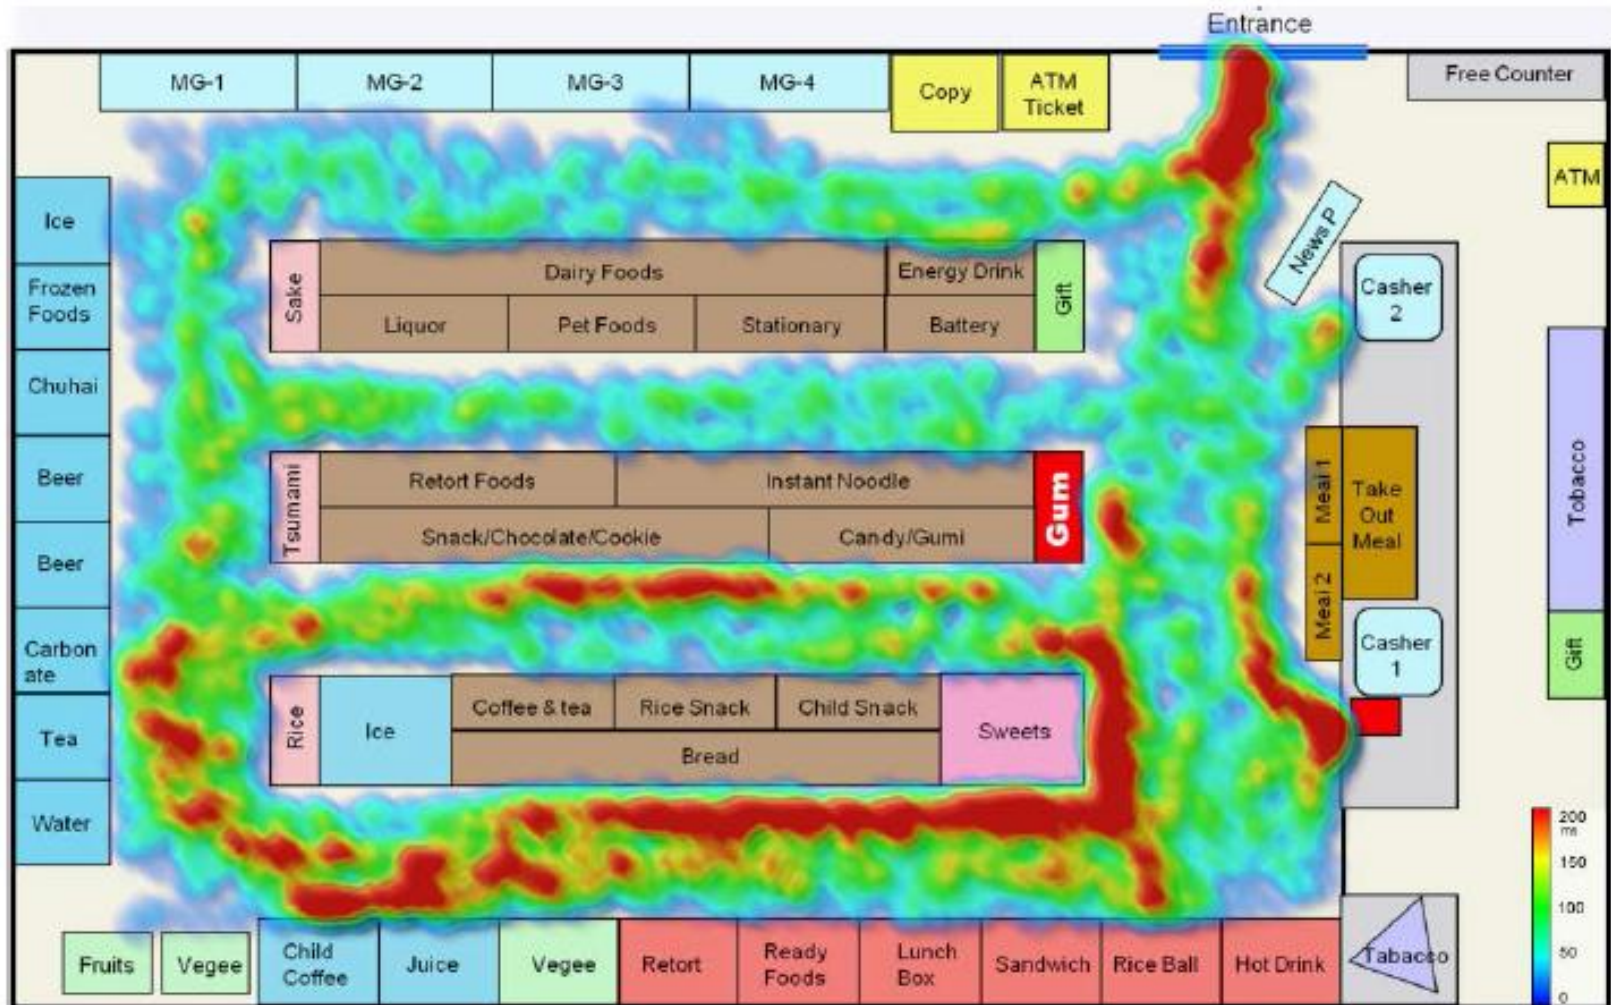 Entrance
MG-1
MG-2
MG-3
MG-4
Copy
ATM
Ticket
Free Counter
ATM
Ice
Frozen
Foods
Chuhai
Beer
Beer
Carbon
ate
Tea
Water
News P
Casher
2
Sake
Dairy Foods
Energy Drink
Gift
Liquor
Pet Foods
Stationary
Battery
Tsumami
Retort Foods
Instant Noodle
Gum
Snack/Chocolate/Cookie
Candy/Gumi
Meal 1
Take
Out
Meal
Meal 2
Tobacco
Casher
1
Gift
Rice
Ice
Coffee & tea
Rice Snack
Child Snack
Sweets
Bread
200
ms
150
100
50
0
Fruits
Vegee
Child
Coffee
Juice
Vegee
Retort
Ready
Foods
Lunch
Box
Sandwich
Rice Ball
Hot Drink
Tabacco